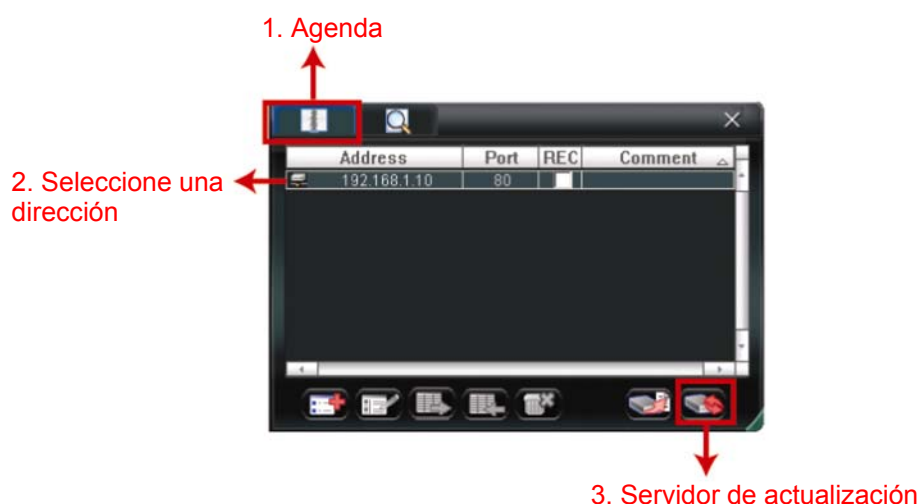 1. Agenda
Address Port REC Comment
192.168.1.10 80
2. Seleccione una
dirección
3. Servidor de actualización